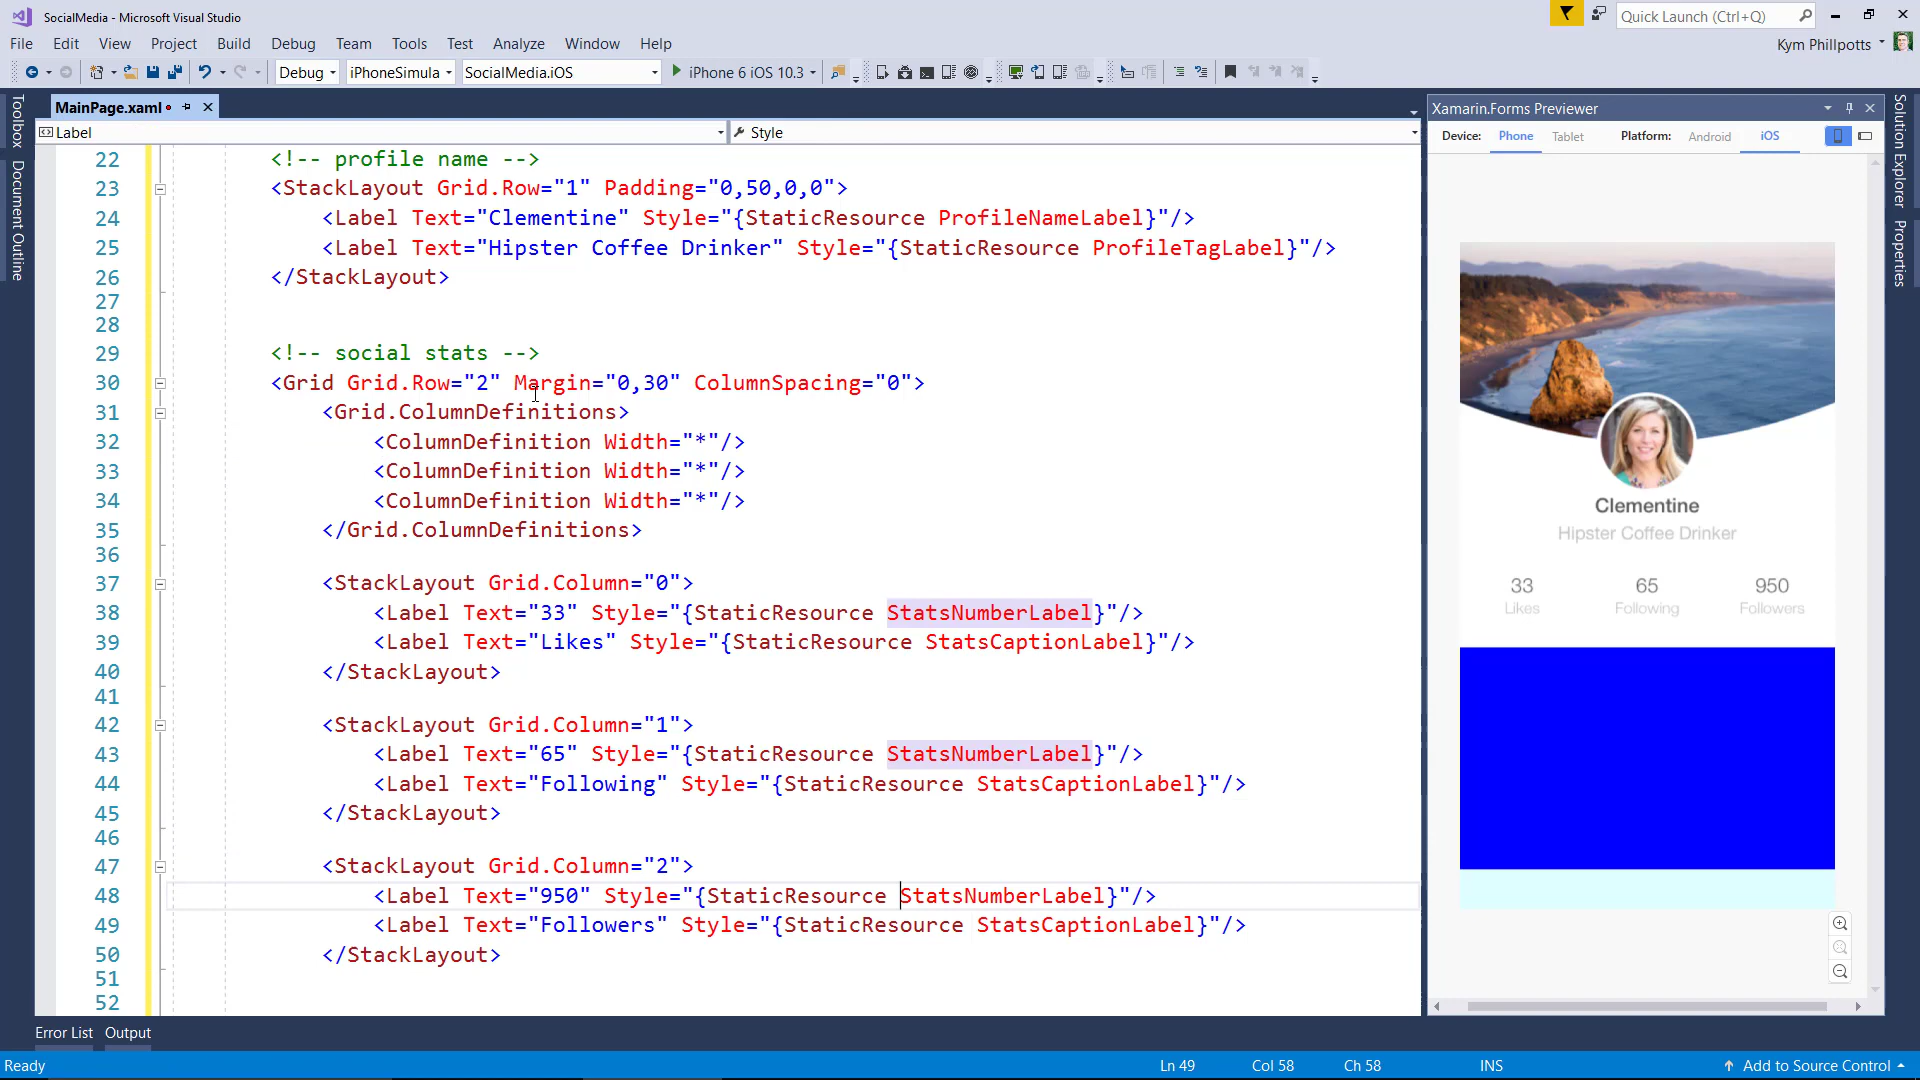 SocialMedia - Microsoft Visual Studio
Quick Launch (Ctrl+Q)
File Edit View Project Build Debug Team Tools Test Analyze Window Help
Kym Phillpotts
Debug iPhoneSimula SocialMedia.iOS iPhone 6 iOS 10.3
Toolbox
Document Outline
MainPage.xaml
Label
Style
22 <!-- profile name -->
23 <StackLayout Grid.Row="1" Padding="0,50,0,0">
24 <Label Text="Clementine" Style="{StaticResource ProfileNameLabel}"/>
25 <Label Text="Hipster Coffee Drinker" Style="{StaticResource ProfileTagLabel}"/>
26 </StackLayout>
27
28
29 <!-- social stats -->
30 <Grid Grid.Row="2" Margin="0,30" ColumnSpacing="0">
31 <Grid.ColumnDefinitions>
32 <ColumnDefinition Width="*"/>
33 <ColumnDefinition Width="*"/>
34 <ColumnDefinition Width="*"/>
35 </Grid.ColumnDefinitions>
36
37 <StackLayout Grid.Column="0">
38 <Label Text="33" Style="{StaticResource StatsNumberLabel}"/>
39 <Label Text="Likes" Style="{StaticResource StatsCaptionLabel}"/>
40 </StackLayout>
41
42 <StackLayout Grid.Column="1">
43 <Label Text="65" Style="{StaticResource StatsNumberLabel}"/>
44 <Label Text="Following" Style="{StaticResource StatsCaptionLabel}"/>
45 </StackLayout>
46
47 <StackLayout Grid.Column="2">
48 <Label Text="950" Style="{StaticResource StatsNumberLabel}"/>
49 <Label Text="Followers" Style="{StaticResource StatsCaptionLabel}"/>
50 </StackLayout>
51
52
Xamarin.Forms Previewer
Device: Phone Tablet Platform: Android iOS
Clementine
Hipster Coffee Drinker
33 65 950
Likes Following Followers
Solution Explorer
Properties
Error List Output
Ready Ln 49 Col 58 Ch 58 INS Add to Source Control